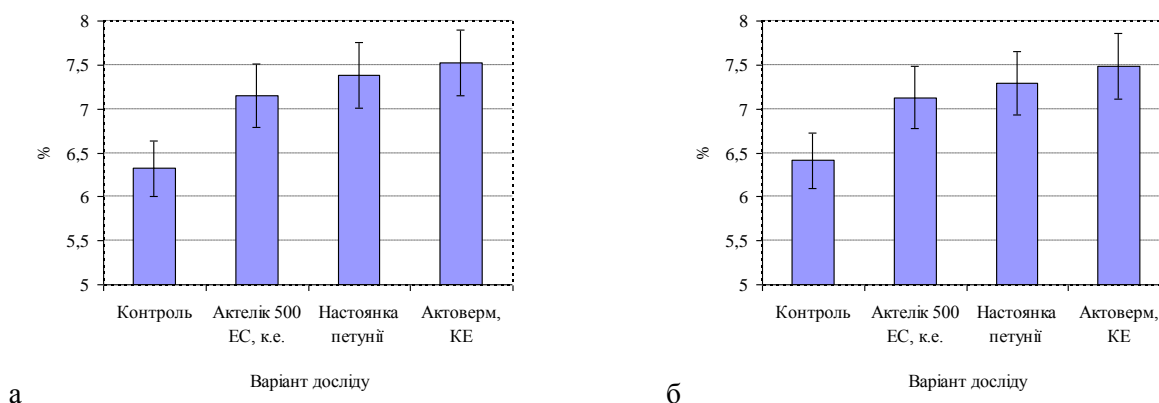 8
7,5
7
6,5
6
5,5
5
%
Контроль
Актелік 500
ЕС, к.е.
Настоянка
петунії
Актоверм,
КЕ
Варіант досліду
а
8
7,5
7
6,5
6
5,5
5
%
Контроль
Актелік 500
ЕС, к.е.
Настоянка
петунії
Актоверм,
КЕ
Варіант досліду
б